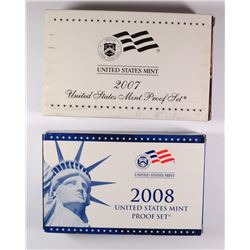 UNITED STATES MINT
2007
United States Mint Proof Set®
2008
UNITED STATES MINT
PROOF SET®